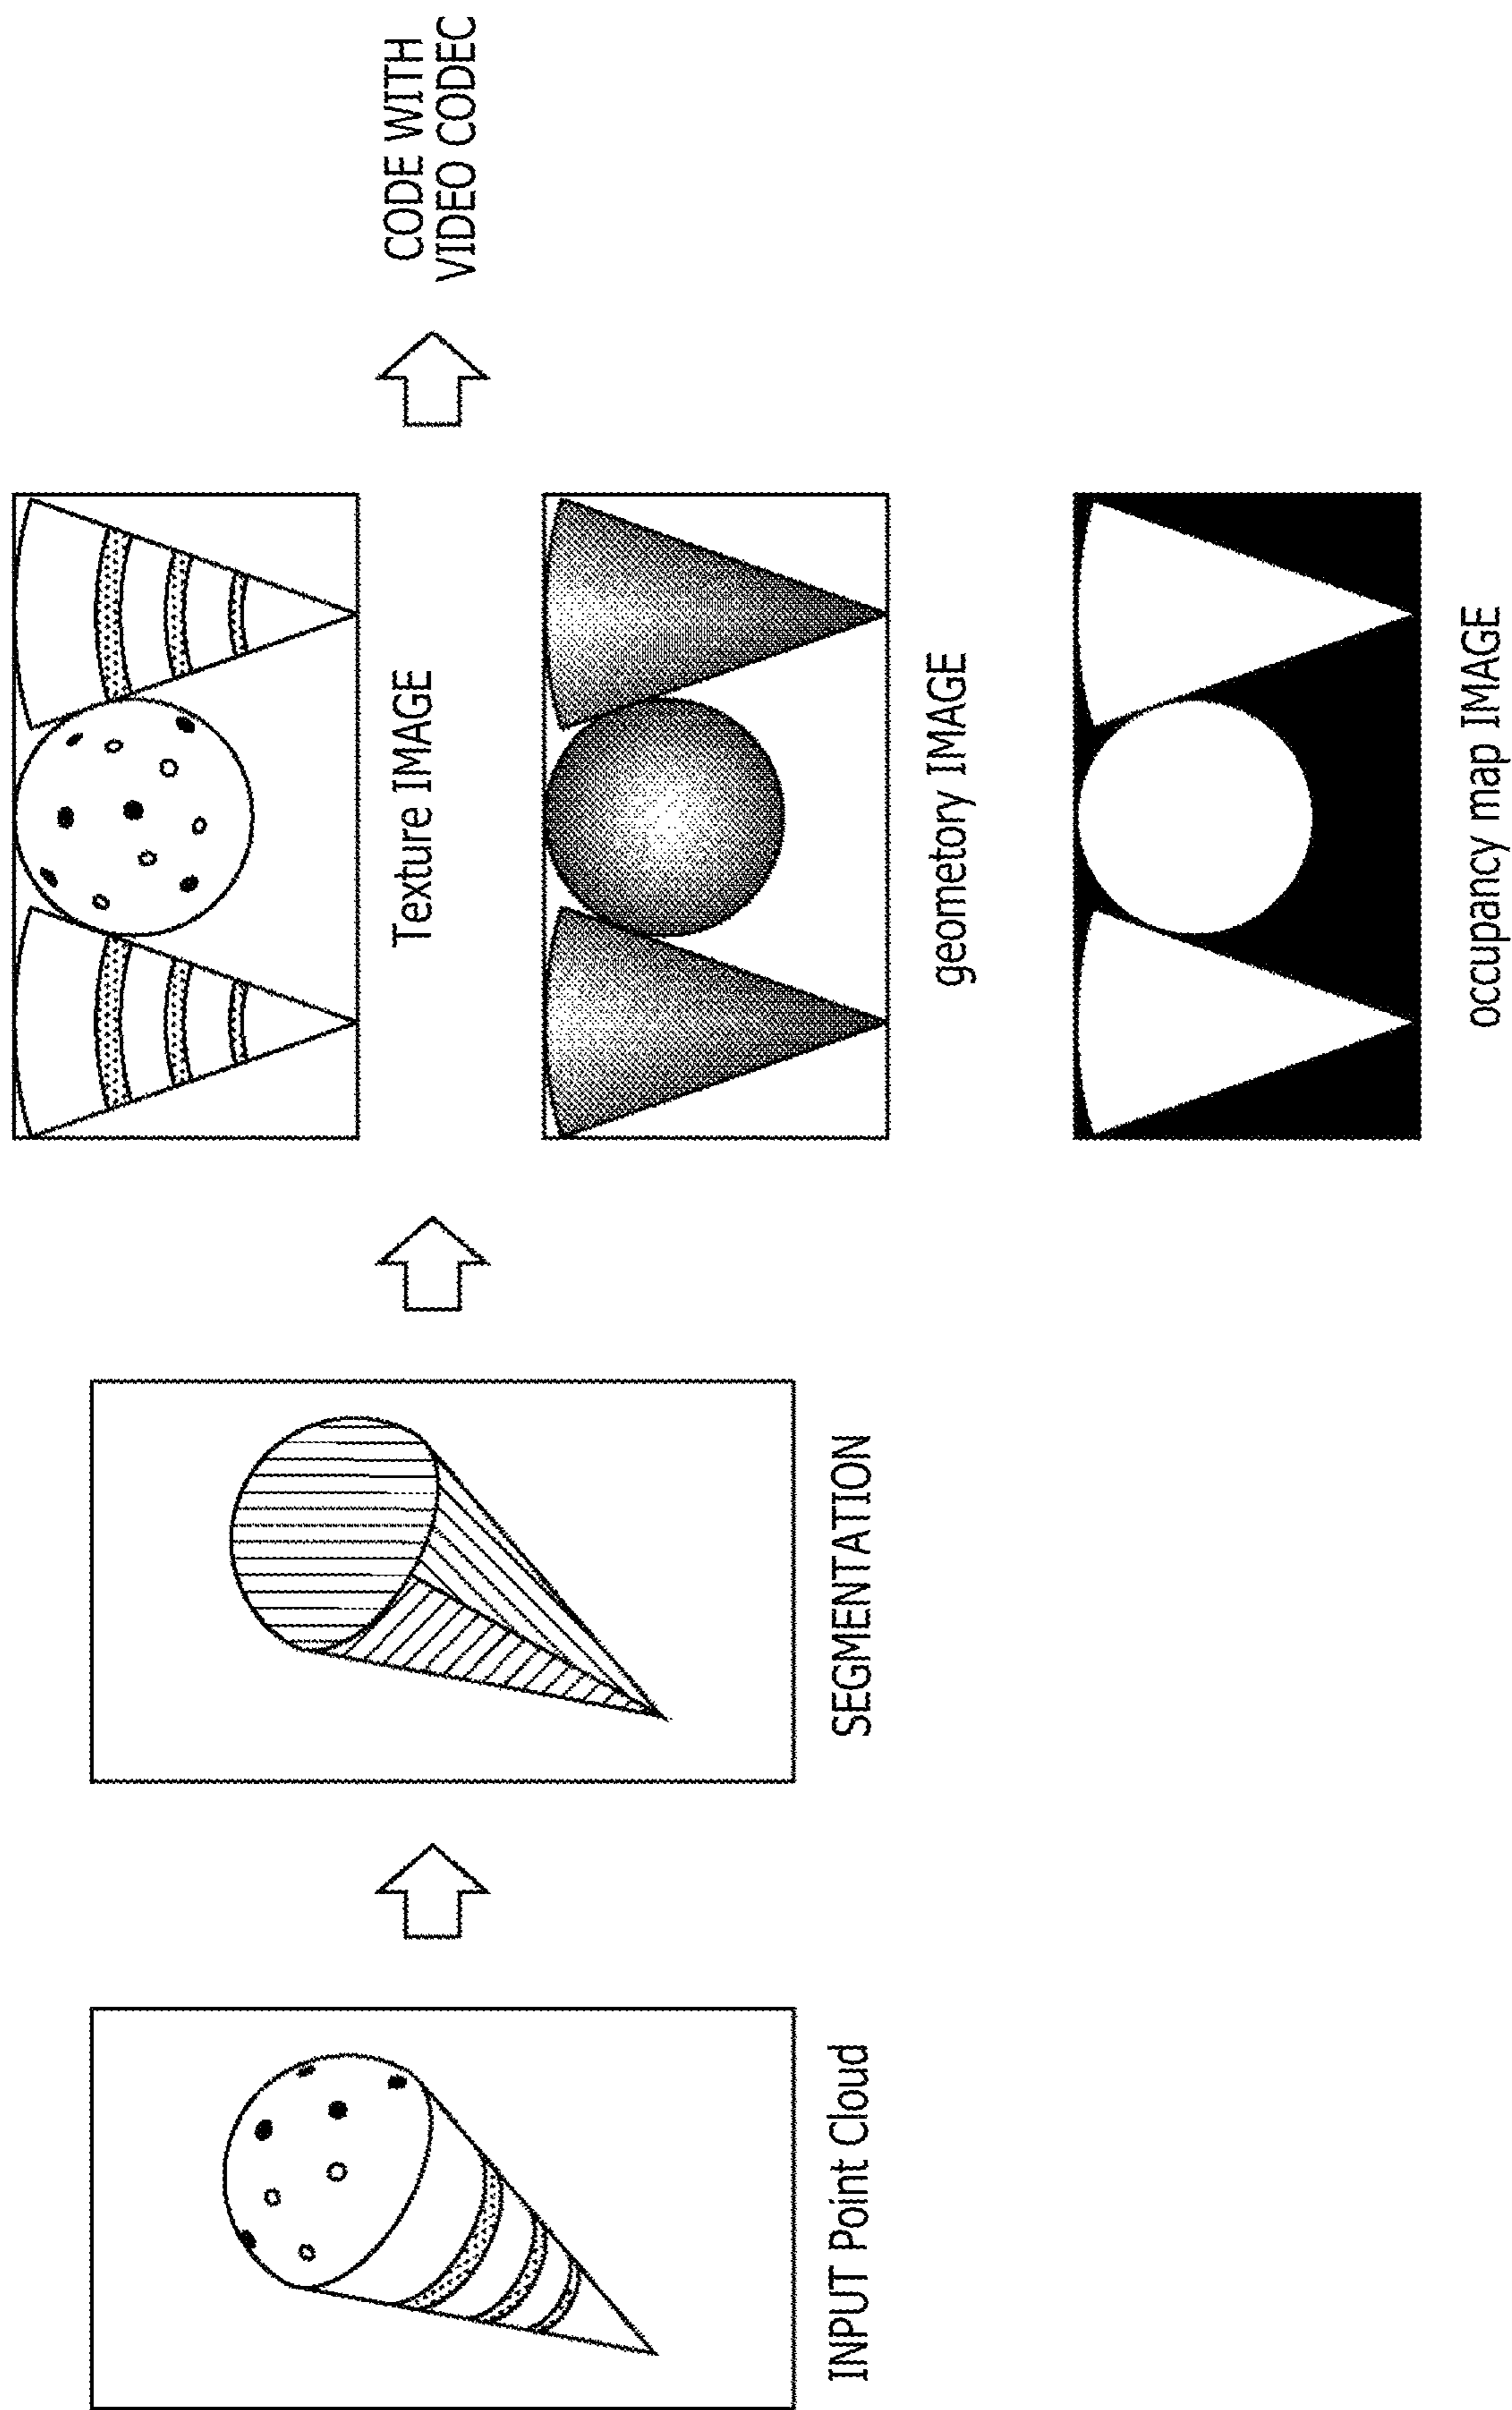 INPUT Point Cloud
SEGMENTATION
Texture IMAGE
geometory IMAGE
occupancy map IMAGE
CODE WITH
VIDEO CODEC